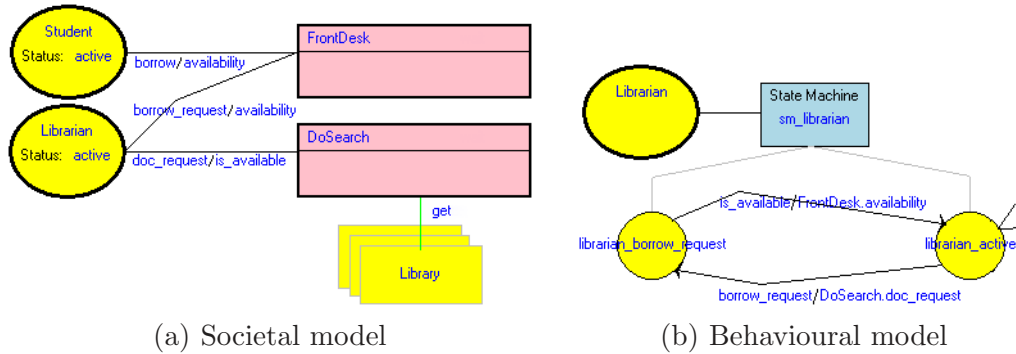 Student
Status: active
borrow/availability
FrontDesk
borrow_request/availability
Librarian
Status: active
doc_request/is_available
DoSearch
get
Library
(a) Societal model
Librarian
State Machine
sm_librarian
is_available/FrontDesk.availability
librarian_borrow_request
librarian_active
borrow_request/DoSearch.doc_request
(b) Behavioural model